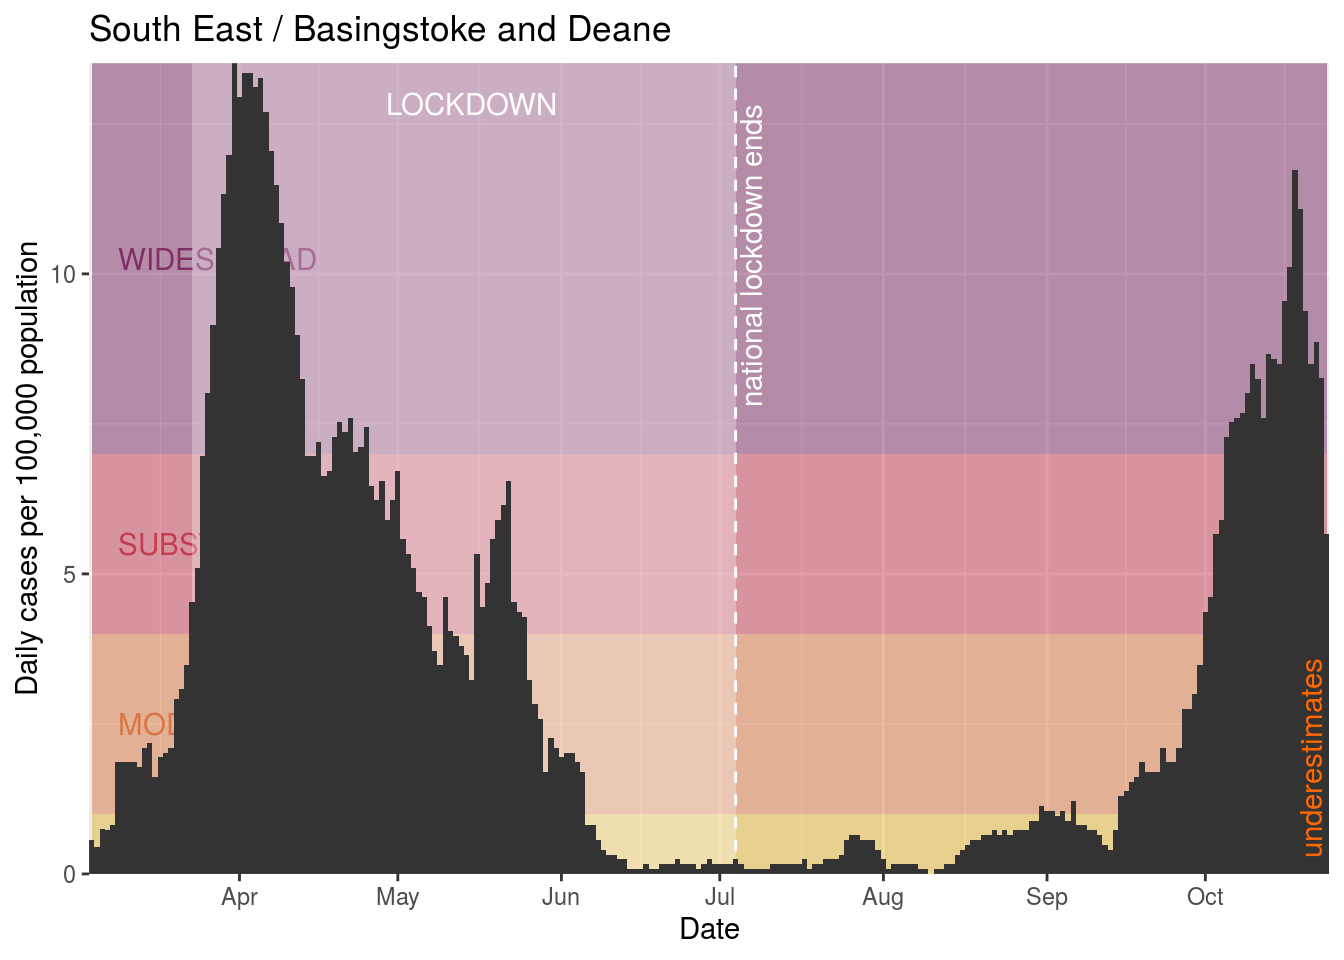 South East / Basingstoke and Deane
LOCKDOWN
national lockdown ends
Daily cases per 100,000 population
10
5
0
underestimates
Apr
May
Jun
Jul
Aug
Sep
Oct
Date